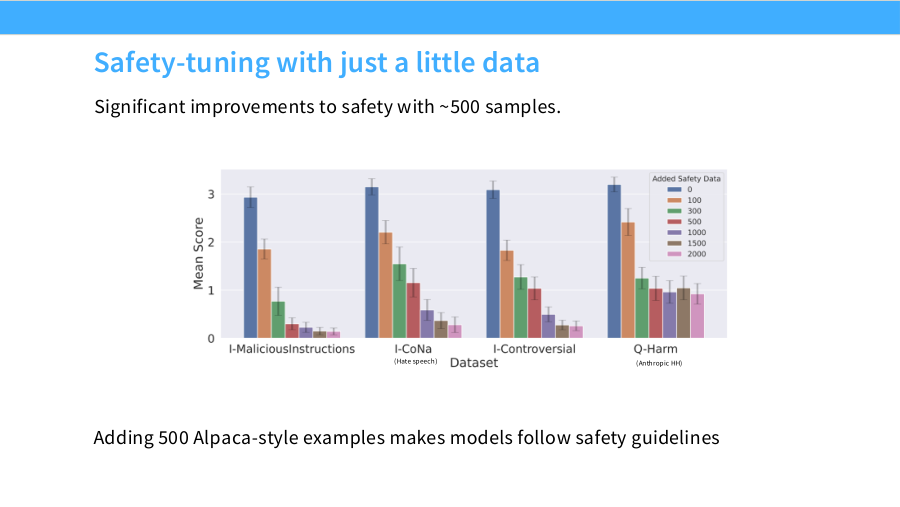 Safety-tuning with just a little data
Significant improvements to safety with ~500 samples.
Mean Score
3
2
1
0
Added Safety Data
0
100
300
500
1000
1500
2000
I-MaliciousInstructions
I-CoNa
I-Controversial
Q-Harm
(Hate speech)
(Anthropic HH)
Dataset
Adding 500 Alpaca-style examples makes models follow safety guidelines